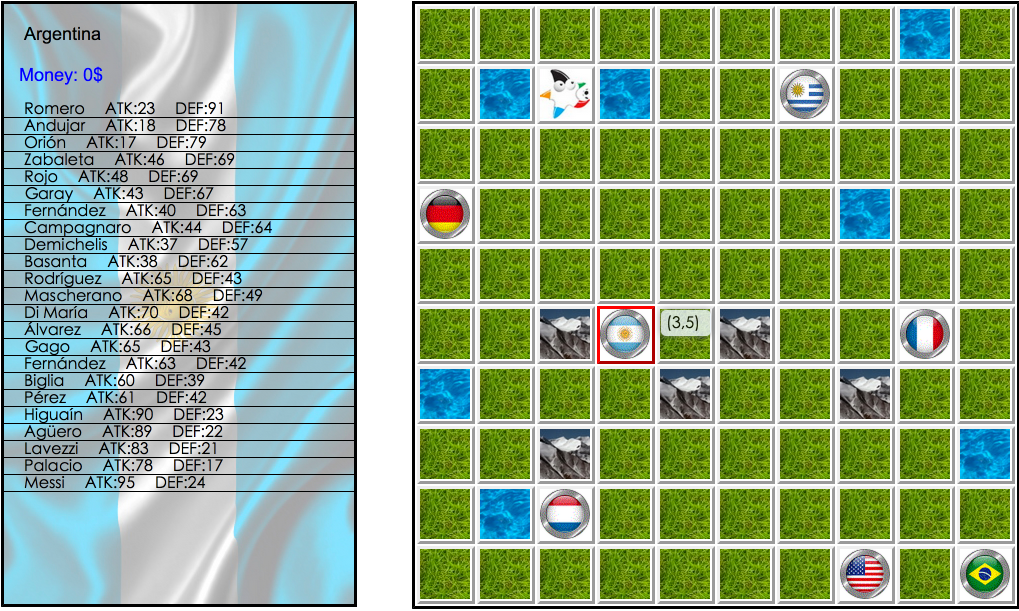 Argentina
Money: 0$
Romero ATK:23 DEF:91
Andujar ATK:18 DEF:78
Orión ATK:17 DEF:79
Zabaleta ATK:46 DEF:69
Rojo ATK:48 DEF:69
Garay ATK:43 DEF:67
Fernández ATK:40 DEF:63
Campagnaro ATK:44 DEF:64
Demichelis ATK:37 DEF:57
Basanta ATK:38 DEF:62
Rodríguez ATK:65 DEF:43
Mascherano ATK:68 DEF:49
Di María ATK:70 DEF:42
Álvarez ATK:66 DEF:45
Gago ATK:65 DEF:43
Fernández ATK:63 DEF:42
Biglia ATK:60 DEF:39
Pérez ATK:61 DEF:42
Higuaín ATK:90 DEF:23
Agüero ATK:89 DEF:22
Lavezzi ATK:83 DEF:21
Palacio ATK:78 DEF:17
Messi ATK:95 DEF:24
(3,5)